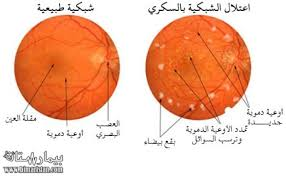 اعتلال الشبكية بالسكري
شبكية طبيعية
أوعية دموية
جديدة
تمدد الأوعية الدموية
وترسب السوائل
بقع بيضاء
العصب
البصري
أوعية دموية
مقلة العين